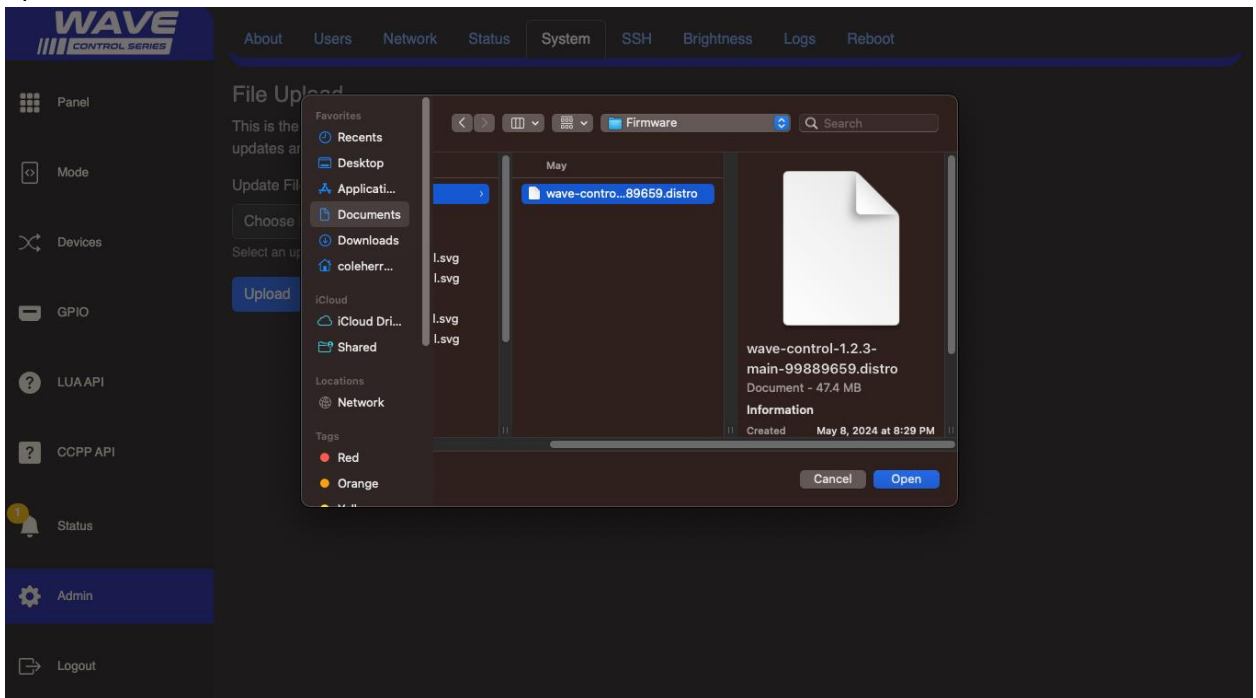 WAVE
CONTROL SERIES
About Users Network Status System SSH Brightness Logs Reboot
Panel
Mode
Devices
GPIO
LUA API
CCPP API
1
Status
Admin
Logout
File Upload
This is the
updates
Update
Choose
Select an
Upload
Favorites
Recents
Desktop
Applicati...
Documents
Downloads
coleherr...
iCloud
iCloud Dri...
Shared
Locations
Network
Tags
Red
Orange
Firmware
Search
l.svg
l.svg
l.svg
l.svg
May
wave-contro...89659.distro
wave-control-1.2.3-
main-99889659.distro
Document - 47.4 MB
Information
Created May 8, 2024 at 8:29 PM
Cancel Open